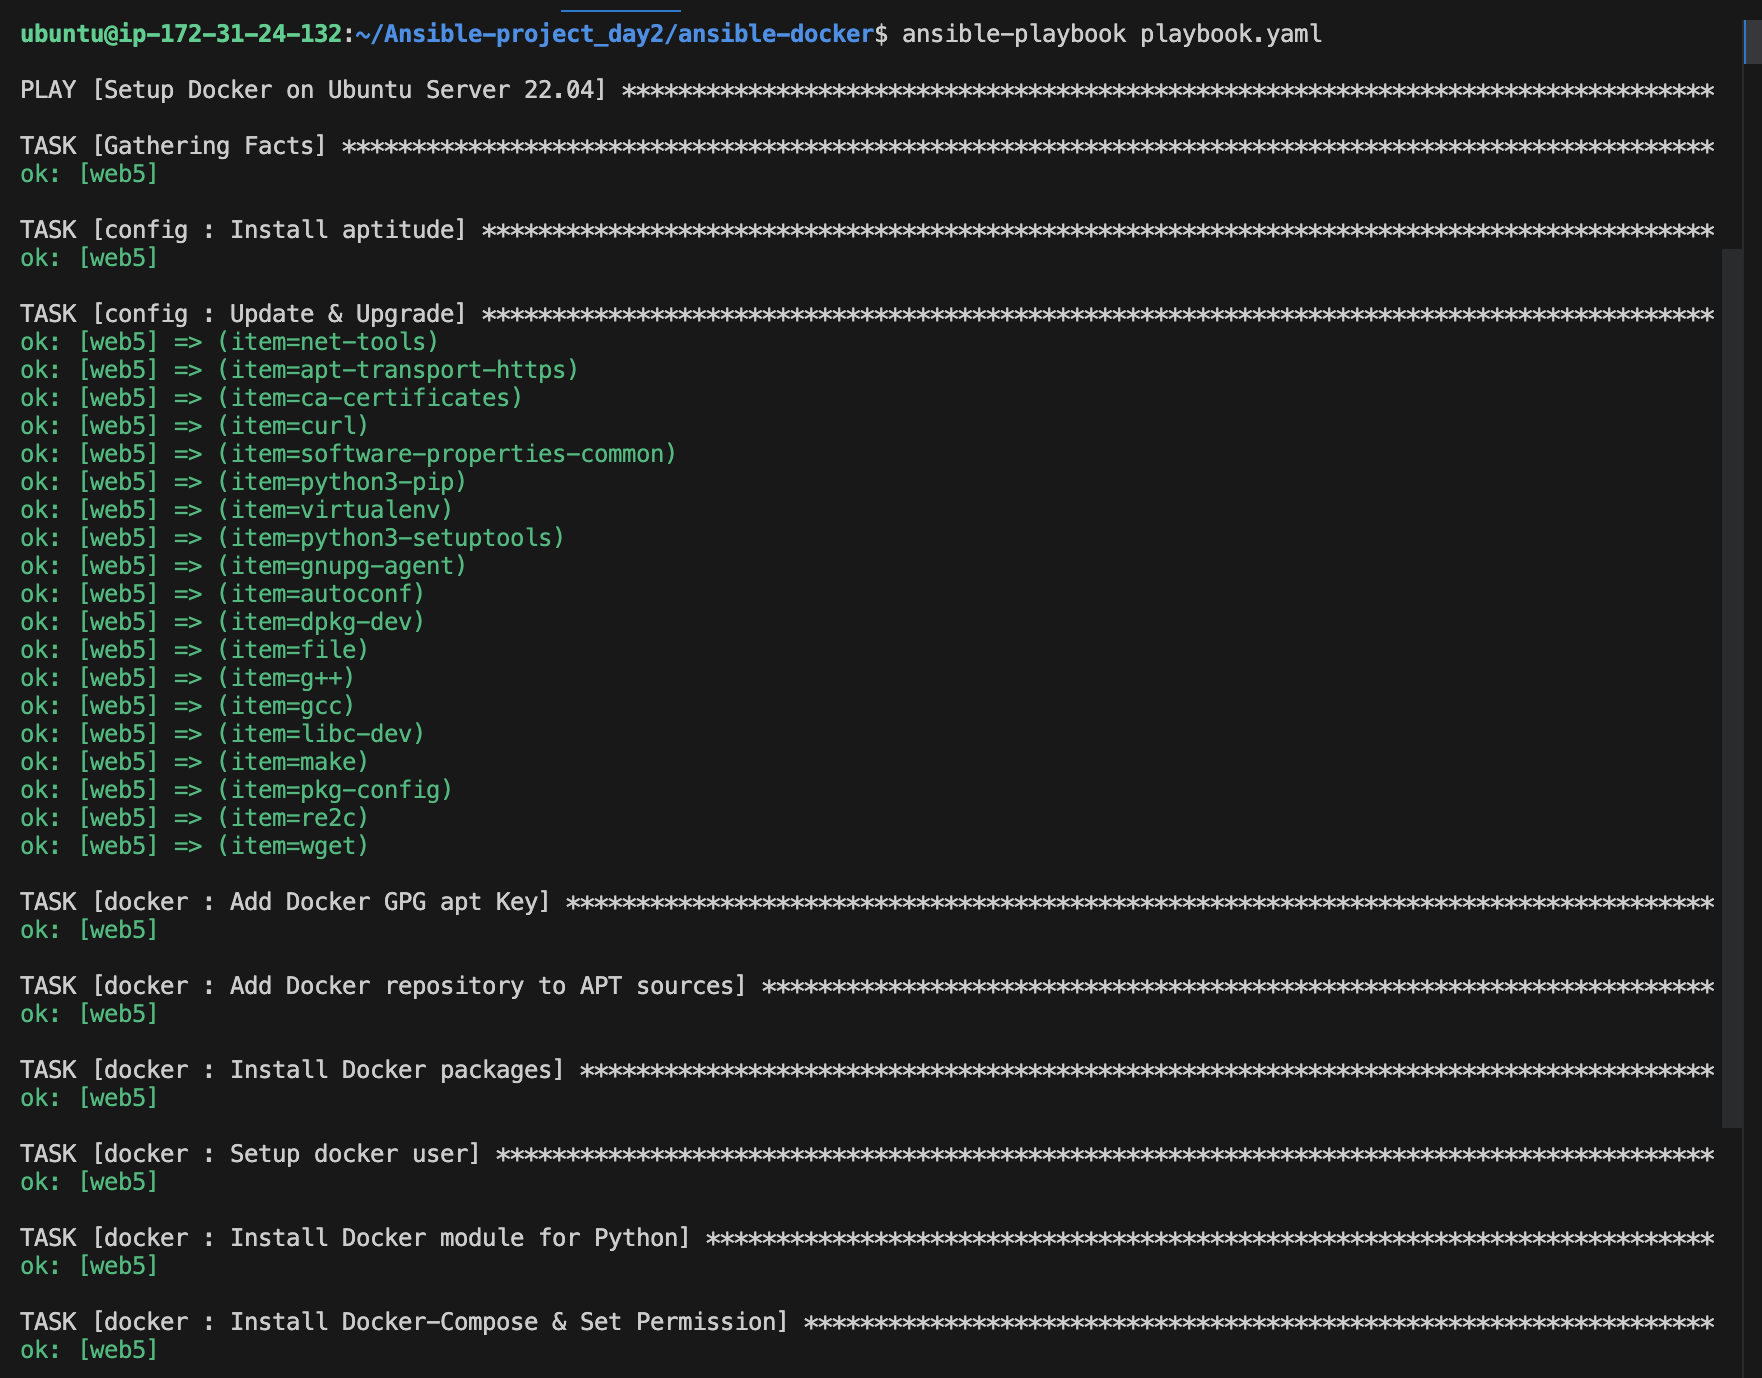 ubuntu@ip-172-31-24-132:~/Ansible-project_day2/ansible-docker$ ansible-playbook playbook.yaml
PLAY [Setup Docker on Ubuntu Server 22.04] ******************************************************************************
TASK [Gathering Facts] **************************************************************************************************
ok: [web5]
TASK [config : Install aptitude] ****************************************************************************************
ok: [web5]
TASK [config : Update & Upgrade] ****************************************************************************************
ok: [web5] => (item=net-tools)
ok: [web5] => (item=apt-transport-https)
ok: [web5] => (item=ca-certificates)
ok: [web5] => (item=curl)
ok: [web5] => (item=software-properties-common)
ok: [web5] => (item=python3-pip)
ok: [web5] => (item=virtualenv)
ok: [web5] => (item=python3-setuptools)
ok: [web5] => (item=gnupg-agent)
ok: [web5] => (item=autoconf)
ok: [web5] => (item=dpkg-dev)
ok: [web5] => (item=file)
ok: [web5] => (item=g++)
ok: [web5] => (item=gcc)
ok: [web5] => (item=libc-dev)
ok: [web5] => (item=make)
ok: [web5] => (item=pkg-config)
ok: [web5] => (item=re2c)
ok: [web5] => (item=wget)
TASK [docker : Add Docker GPG apt Key] **********************************************************************************
ok: [web5]
TASK [docker : Add Docker repository to APT sources] ********************************************************************
ok: [web5]
TASK [docker : Install Docker packages] *********************************************************************************
ok: [web5]
TASK [docker : Setup docker user] ***************************************************************************************
ok: [web5]
TASK [docker : Install Docker module for Python] ************************************************************************
ok: [web5]
TASK [docker : Install Docker-Compose & Set Permission] *****************************************************************
ok: [web5]